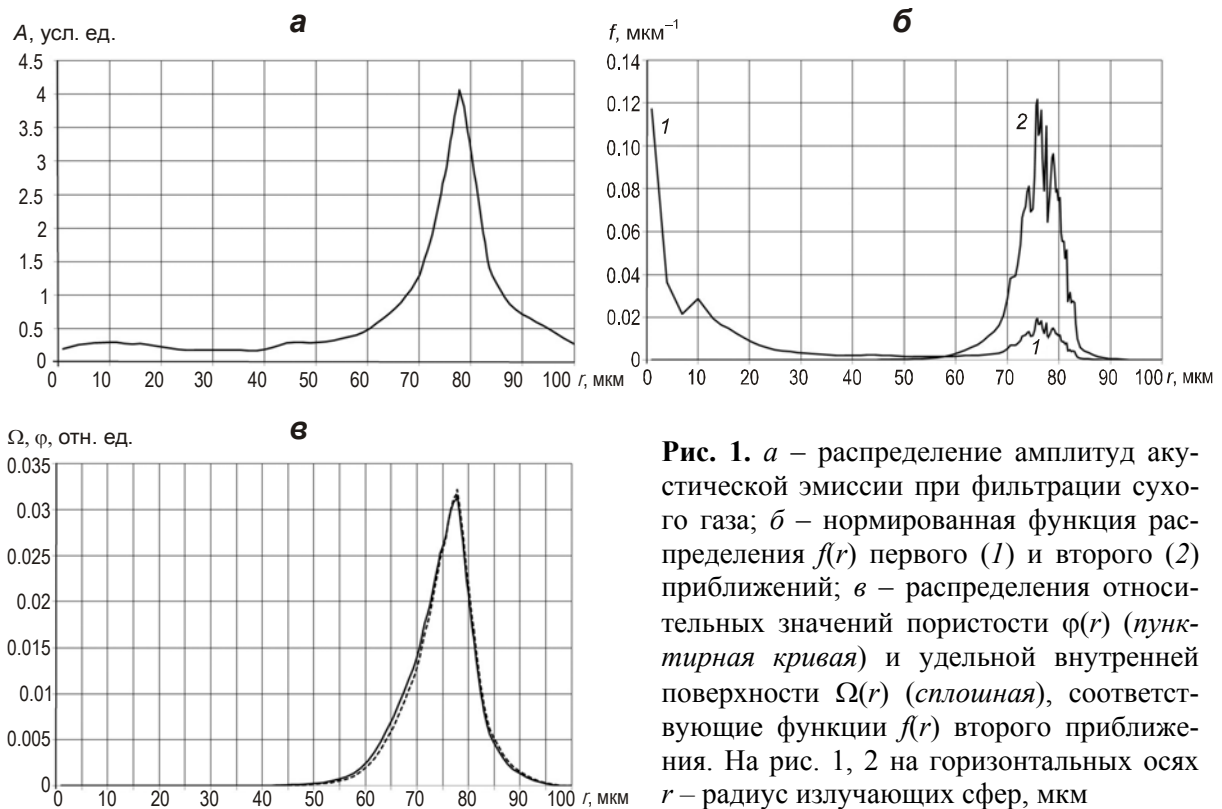 а
A, усл. ед.
4.5
4
3.5
3
2.5
2
1.5
1
0.5
0
0 10 20 30 40 50 60 70 80 90 100 r, мкм
б
f, мкм⁻¹
0.14
0.12
0.10
0.08
0.06
0.04
0.02
0
1
2
1
0 10 20 30 40 50 60 70 80 90 100 r, мкм
в
Ω, φ, отн. ед.
0.035
0.03
0.025
0.02
0.015
0.01
0.005
0
0 10 20 30 40 50 60 70 80 90 100 r, мкм
Рис. 1. а – распределение амплитуд аку-
стической эмиссии при фильтрации сухо-
го газа; б – нормированная функция рас-
пределения f(r) первого (1) и второго (2)
приближений; в – распределения относи-
тельных значений пористости φ(r) (пунк-
тирная кривая) и удельной внутренней
поверхности Ω(r) (сплошная), соответст-
вующие функции f(r) второго приближе-
ния. На рис. 1, 2 на горизонтальных осях
r – радиус излучающих сфер, мкм